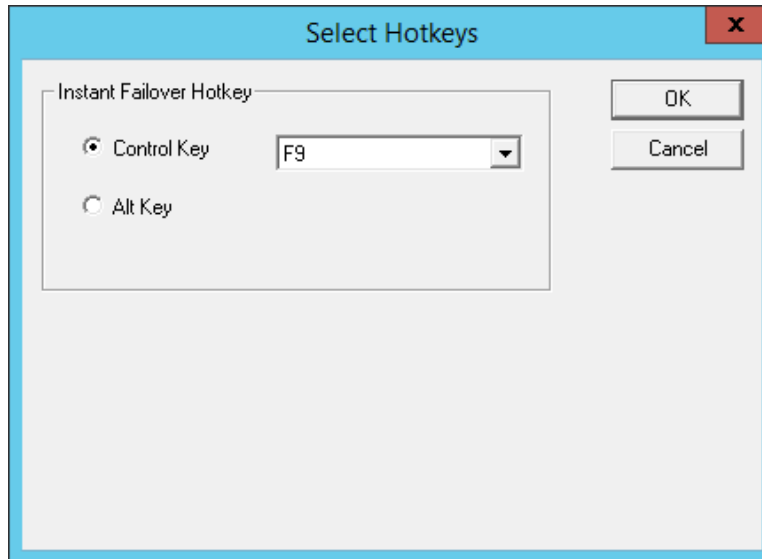 Select Hotkeys
x
Instant Failover Hotkey
Control Key
F9
Alt Key
OK
Cancel